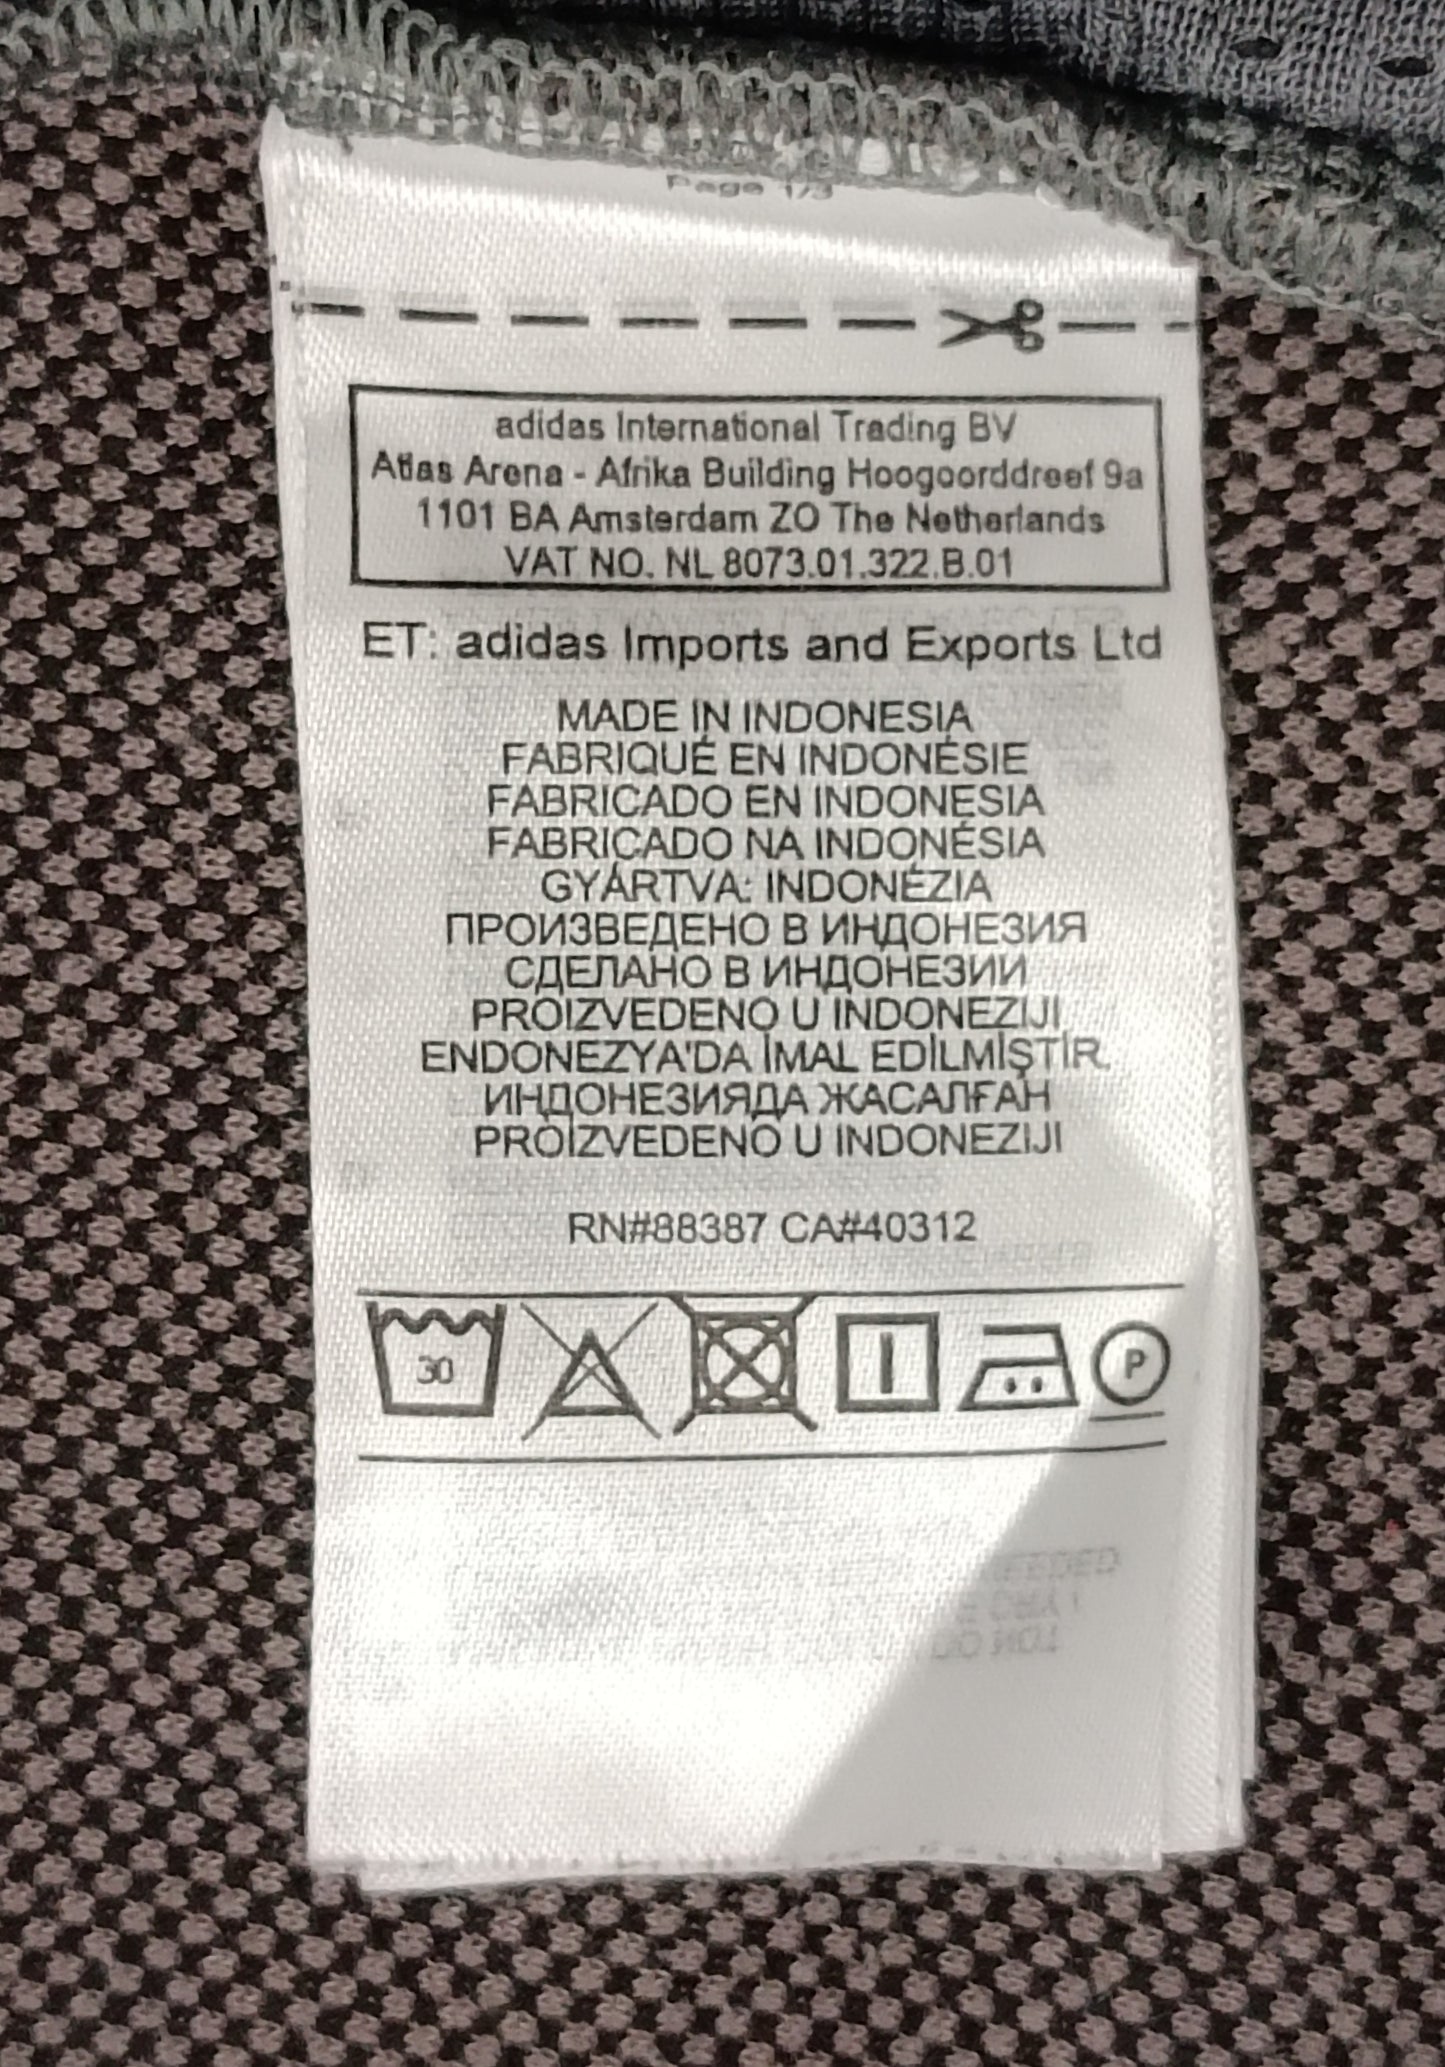 Page 1/3
adidas International Trading BV
Atlas Arena - Afrika Building Hoogoorddreef 9a
1101 BA Amsterdam ZO The Netherlands
VAT NO. NL 8073.01.322.B.01
ET: adidas Imports and Exports Ltd
MADE IN INDONESIA
FABRIQUÉ EN INDONÉSIE
FABRICADO EN INDONESIA
FABRICADO NA INDONÉSIA
GYÁRTVA: INDONÉZIA
ПРОИЗВЕДЕНО В ИНДОНЕЗИЯ
СДЕЛАНО В ИНДОНЕЗИИ
PROIZVEDENO U INDONEZIJI
ENDONEZYA'DA İMAL EDİLMİŞTİR.
ИНДОНЕЗИЯДА ЖАСАЛҒАН
PROIZVEDENO U INDONEZIJI
RN#88387 CA#40312
30
P